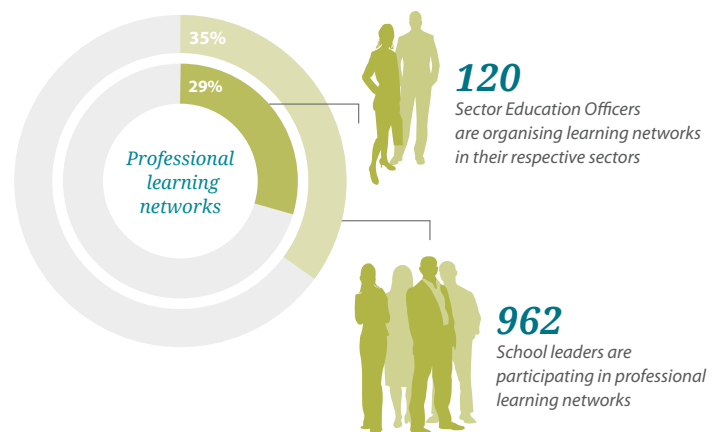 35%
29%
Professional
learning
networks
120
Sector Education Officers
are organising learning networks
in their respective sectors
962
School leaders are
participating in professional
learning networks